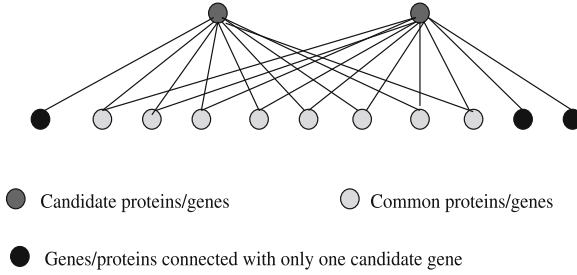 Candidate proteins/genes
Common proteins/genes
Genes/proteins connected with only one candidate gene